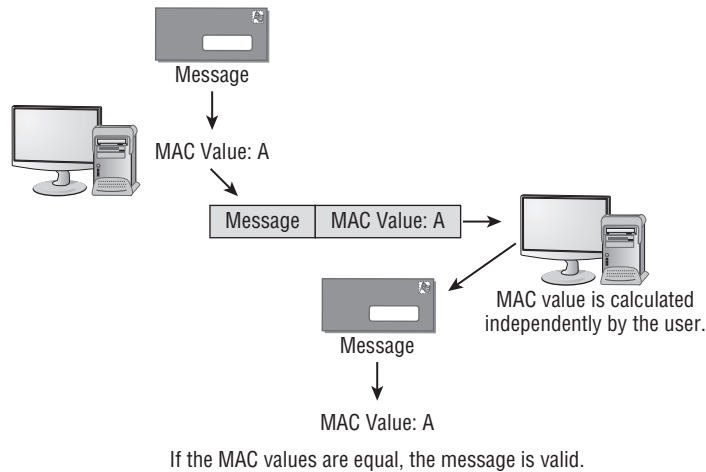 Message
MAC Value: A
Message MAC Value: A
MAC value is calculated
independently by the user.
Message
MAC Value: A
If the MAC values are equal, the message is valid.